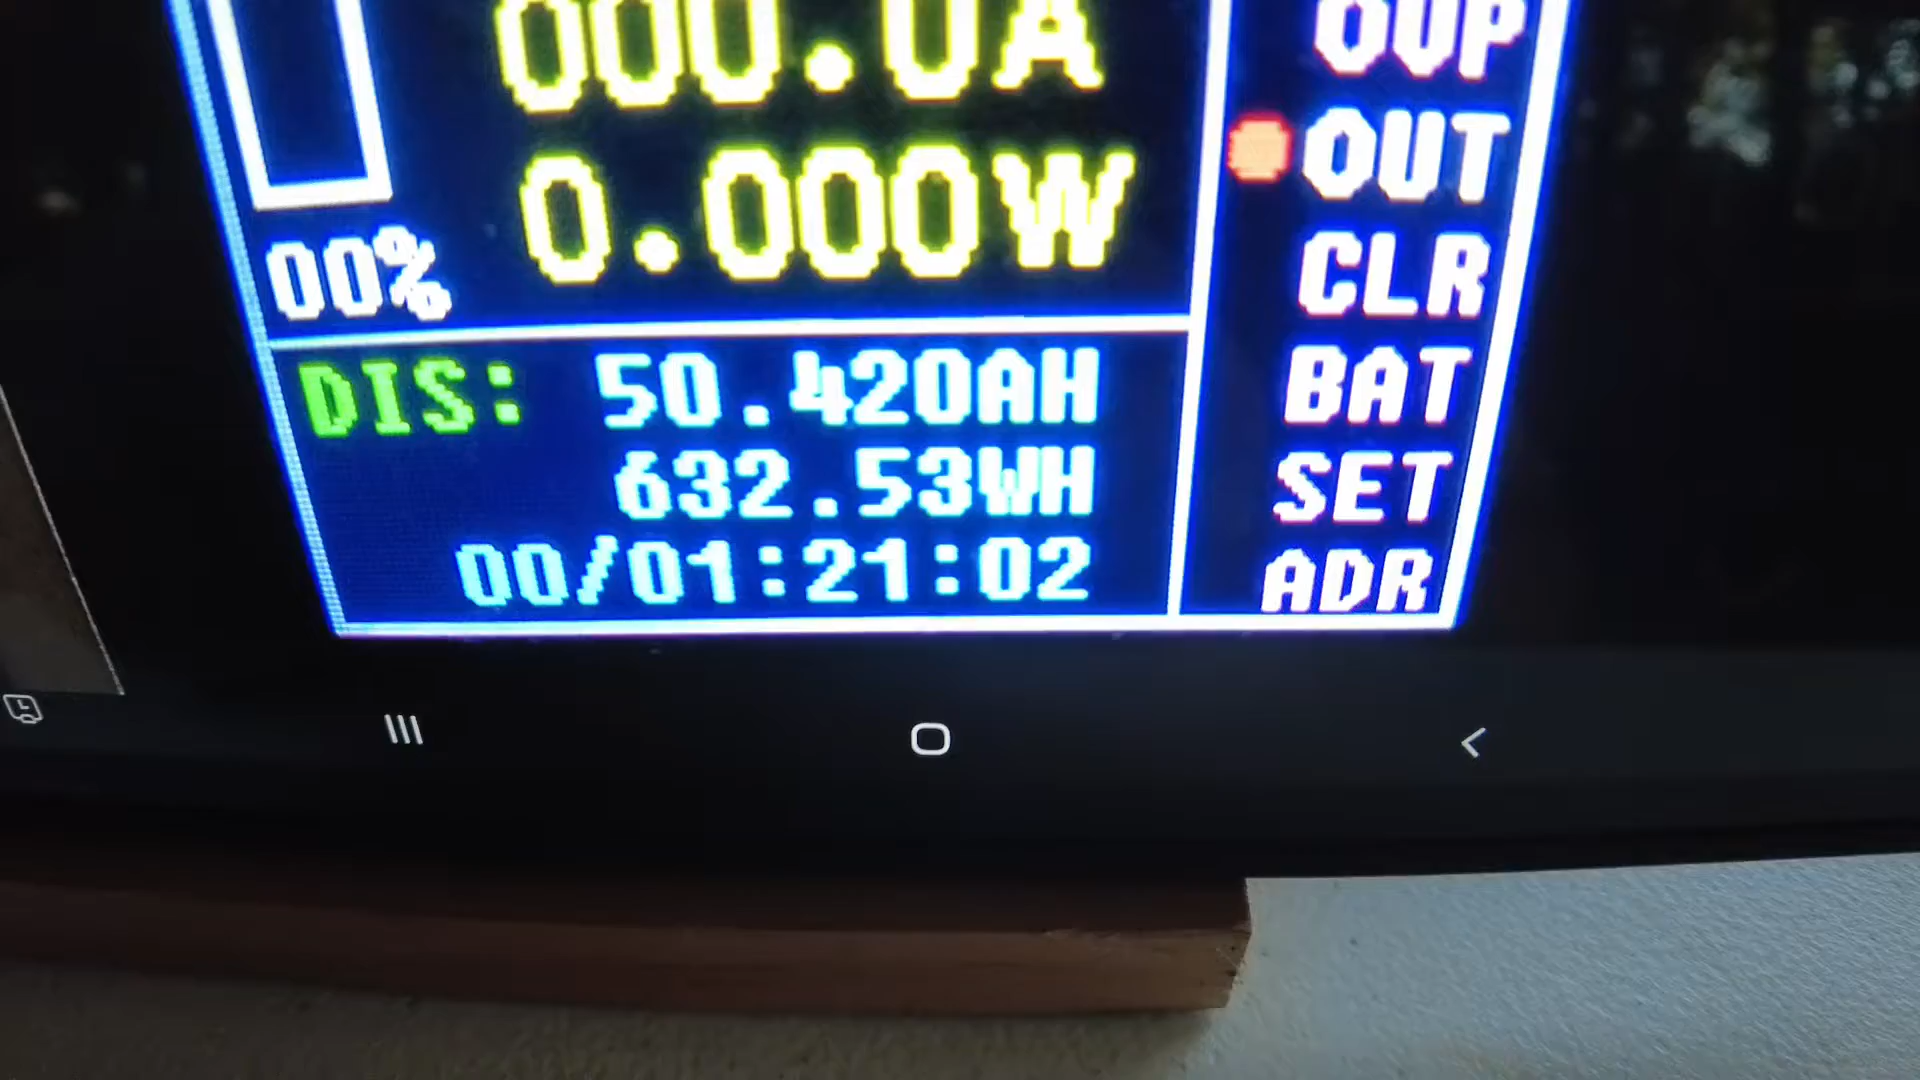 000.0A
0.000W
00%
DIS: 50.420AH
632.53WH
00/01:21:02
OVP
OUT
CLR
BAT
SET
ADR